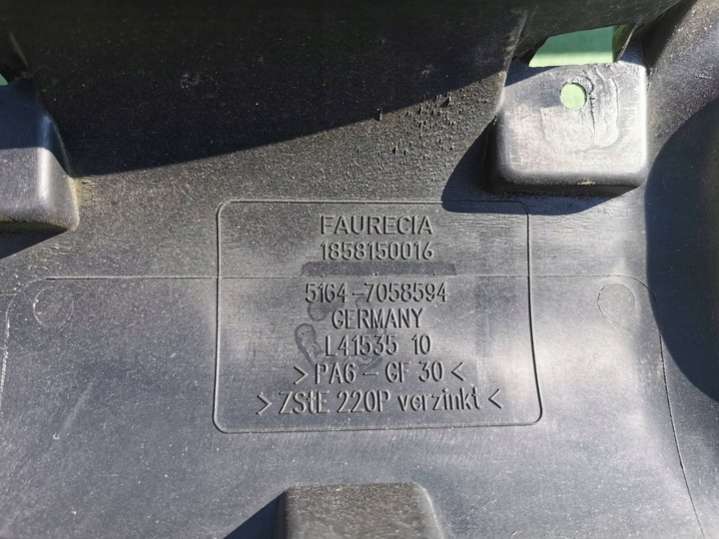 FAURECIA
1858150016
5164-7058594
GERMANY
L41535 10
>PA6-GF 30<
>ZStE 220P verzinkt<